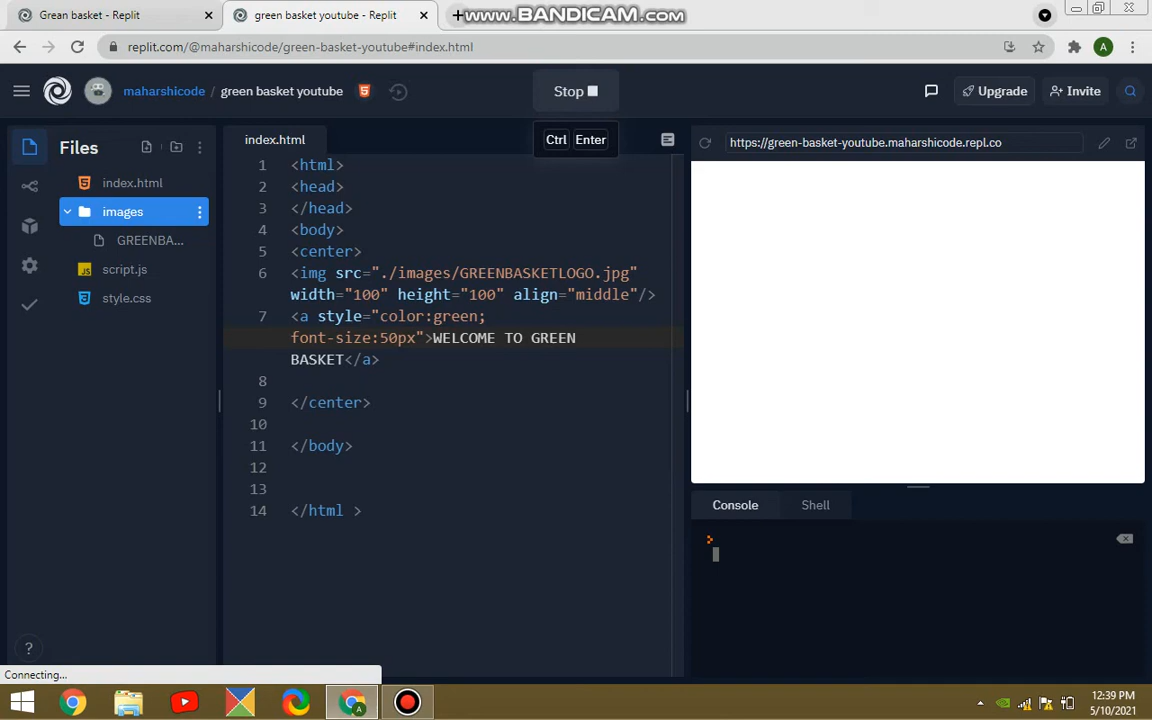 Grean basket - Replit
green basket youtube - Replit
www.BANDICAM.com
replit.com/@maharshicode/green-basket-youtube#index.html
A
maharshicode / green basket youtube
Stop
Upgrade
Invite
Ctrl Enter
Files
index.html
https://green-basket-youtube.maharshicode.repl.co
index.html
images
GREENBA...
script.js
style.css
1 <html>
2 <head>
3 </head>
4 <body>
5 <center>
6 <img src="./images/GREENBASKETLOGO.jpg"
width="100" height="100" align="middle"/>
7 <a style="color:green;
font-size:50px">WELCOME TO GREEN
BASKET</a>
8
9 </center>
10
11 </body>
12
13
14 </html >
Console
Shell
?
Connecting...
A
12:39 PM
5/10/2021